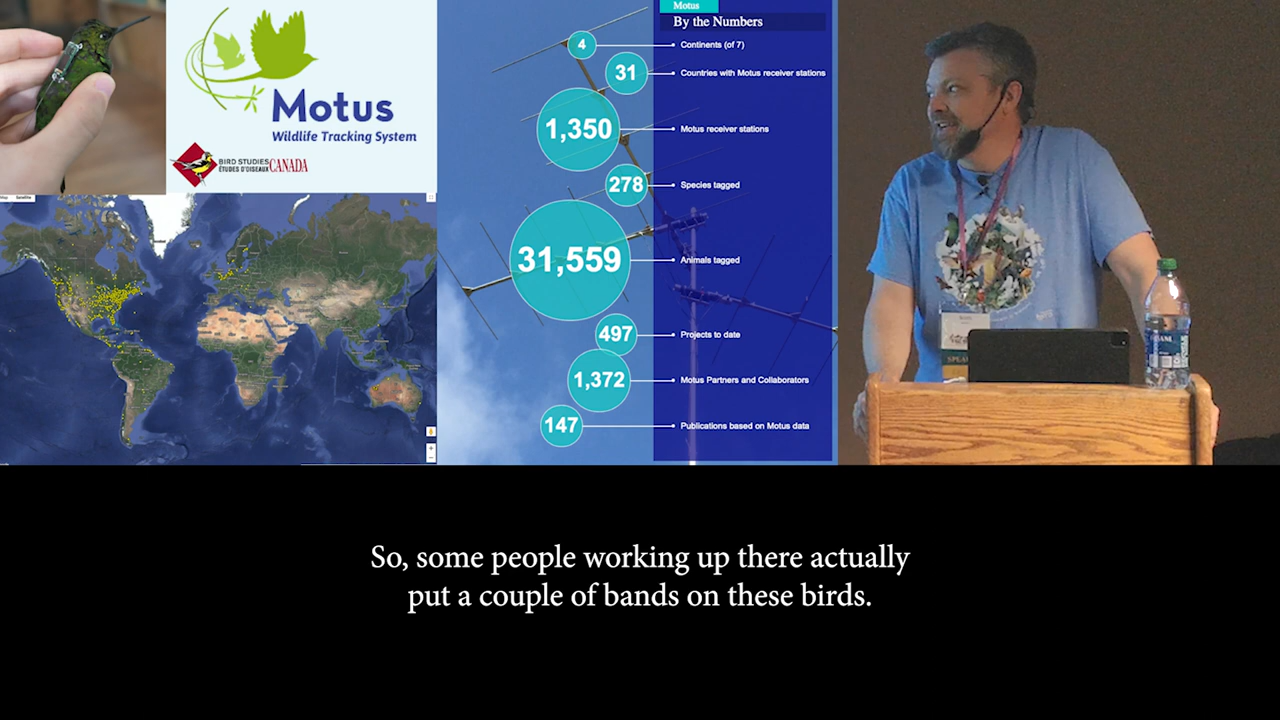 Motus
Wildlife Tracking System
BIRD STUDIES
ÉTUDES D'OISEAUX
CANADA
Satellite
Motus
By the Numbers
4
Continents (of 7)
31
Countries with Motus receiver stations
1,350
Motus receiver stations
278
Species tagged
31,559
Animals tagged
497
Projects to date
1,372
Motus Partners and Collaborators
147
Publications based on Motus data
So, some people working up there actually
put a couple of bands on these birds.